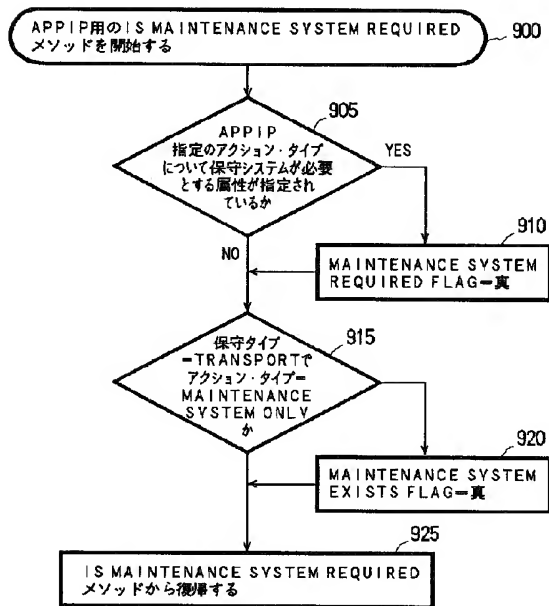 APPIP用のIS MAINTENANCE SYSTEM REQUIRED
メソッドを開始する
900
905
APPIP
指定のアクション・タイプ
について保守システムが必要
とする属性が指定され
ているか
YES
NO
910
MAINTENANCE SYSTEM
REQUIRED FLAG=真
915
保守タイプ
=TRANSPORTで
アクション・タイプ=
MAINTENANCE
SYSTEM ONLY
か
920
MAINTENANCE SYSTEM
EXISTS FLAG=真
925
IS MAINTENANCE SYSTEM REQUIRED
メソッドから復帰する